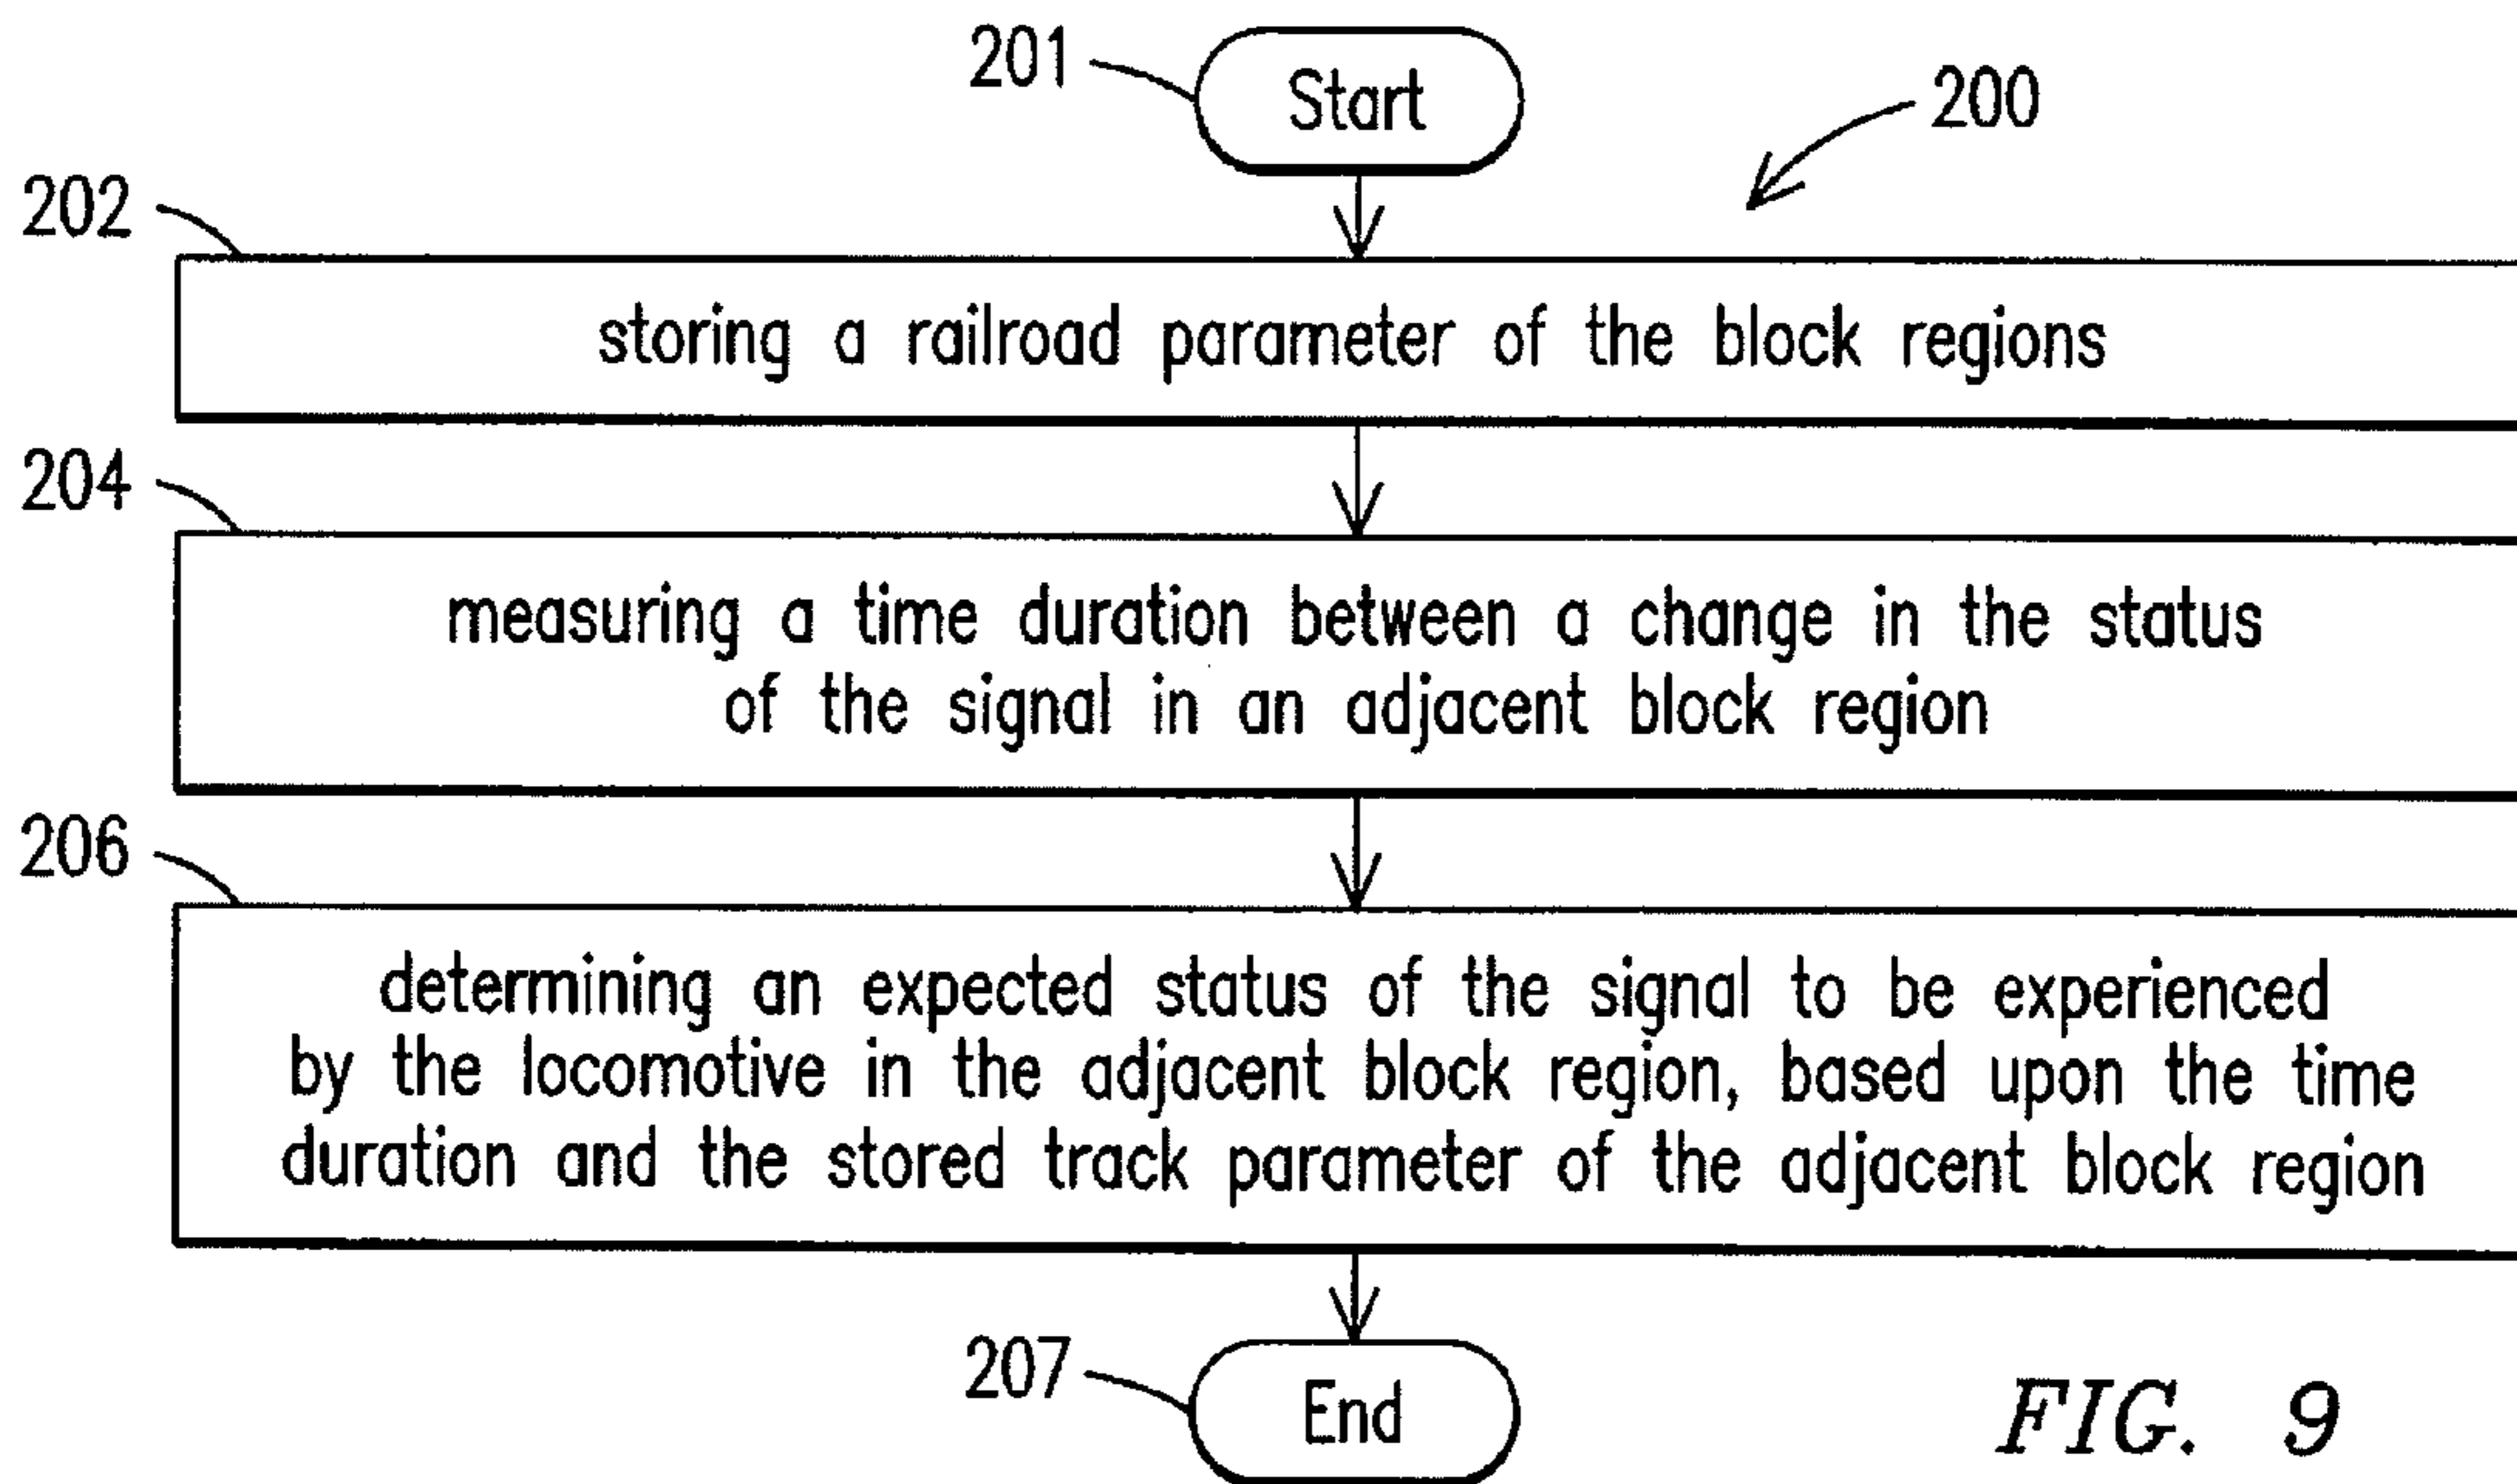 201
Start
200
202
storing a railroad parameter of the block regions
204
measuring a time duration between a change in the status
of the signal in an adjacent block region
206
determining an expected status of the signal to be experienced
by the locomotive in the adjacent block region, based upon the time
duration and the stored track parameter of the adjacent block region
207
End
FIG. 9